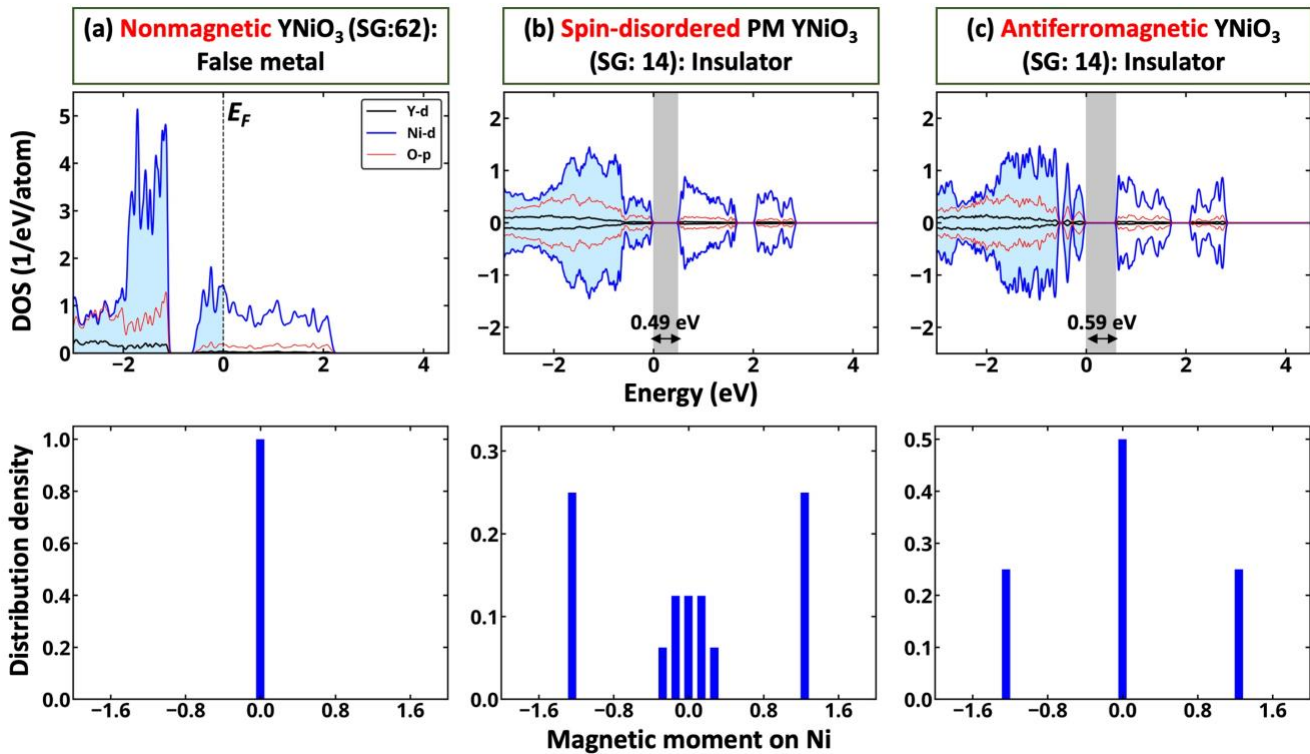 (a) Nonmagnetic YNiO₃ (SG:62):
False metal
(b) Spin-disordered PM YNiO₃
(SG: 14): Insulator
(c) Antiferromagnetic YNiO₃
(SG: 14): Insulator
DOS (1/eV/atom)
5
4
3
2
1
0
E_F
Y-d
Ni-d
O-p
−2 0 2 4
2
1
0
−1
−2
0.49 eV
−2 0 2 4
2
1
0
−1
−2
0.59 eV
−2 0 2 4
Energy (eV)
Distribution density
1.0
0.8
0.6
0.4
0.2
0.0
−1.6 −0.8 0.0 0.8 1.6
0.3
0.2
0.1
0.0
−1.6 −0.8 0.0 0.8 1.6
0.5
0.4
0.3
0.2
0.1
0.0
−1.6 −0.8 0.0 0.8 1.6
Magnetic moment on Ni